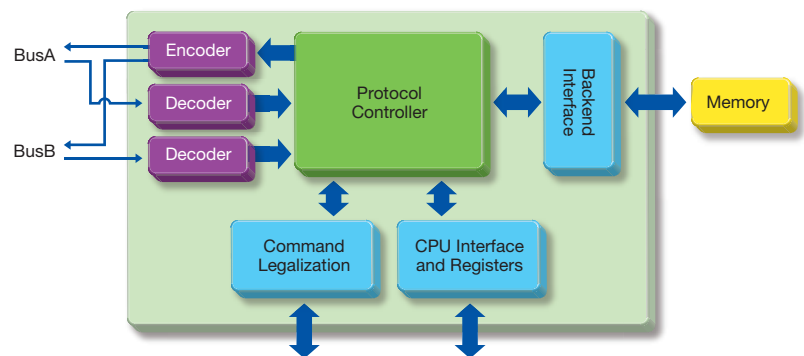 BusA
Encoder
Decoder
BusB
Decoder
Protocol
Controller
Backend
Interface
Memory
Command
Legalization
CPU Interface
and Registers